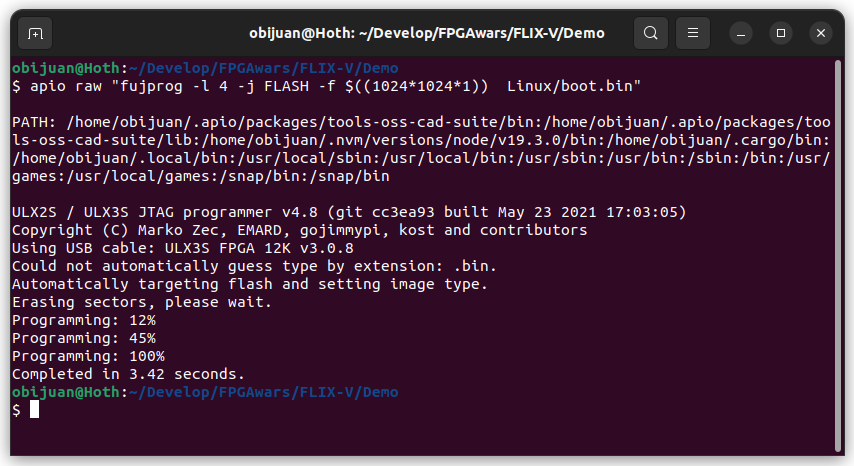 obijuan@Hoth: ~/Develop/FPGAwars/FLIX-V/Demo
obijuan@Hoth:~/Develop/FPGAwars/FLIX-V/Demo
$ apio raw "fujprog -l 4 -j FLASH -f $((1024*1024*1))  Linux/boot.bin"
PATH: /home/obijuan/.apio/packages/tools-oss-cad-suite/bin:/home/obijuan/.apio/packages/too
ls-oss-cad-suite/lib:/home/obijuan/.nvm/versions/node/v19.3.0/bin:/home/obijuan/.cargo/bin:
/home/obijuan/.local/bin:/usr/local/sbin:/usr/local/bin:/usr/sbin:/usr/bin:/sbin:/bin:/usr/
games:/usr/local/games:/snap/bin:/snap/bin
ULX2S / ULX3S JTAG programmer v4.8 (git cc3ea93 built May 23 2021 17:03:05)
Copyright (C) Marko Zec, EMARD, gojimmypi, kost and contributors
Using USB cable: ULX3S FPGA 12K v3.0.8
Could not automatically guess type by extension: .bin.
Automatically targeting flash and setting image type.
Erasing sectors, please wait.
Programming: 12%
Programming: 45%
Programming: 100%
Completed in 3.42 seconds.
obijuan@Hoth:~/Develop/FPGAwars/FLIX-V/Demo
$